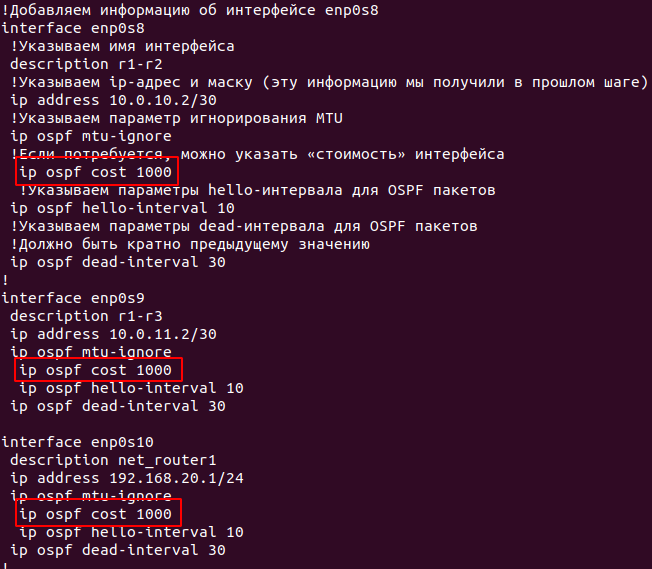 !Добавляем информацию об интерфейсе enp0s8
interface enp0s8
!Указываем имя интерфейса
description r1-r2
!Указываем ip-адрес и маску (эту информацию мы получили в прошлом шаге)
ip address 10.0.10.2/30
!Указываем параметр игнорирования MTU
ip ospf mtu-ignore
!Если потребуется, можно указать «стоимость» интерфейса
ip ospf cost 1000
!Указываем параметры hello-интервала для OSPF пакетов
ip ospf hello-interval 10
!Указываем параметры dead-интервала для OSPF пакетов
!Должно быть кратно предыдущему значению
ip ospf dead-interval 30
!
interface enp0s9
description r1-r3
ip address 10.0.11.2/30
ip ospf mtu-ignore
ip ospf cost 1000
ip ospf hello-interval 10
ip ospf dead-interval 30
interface enp0s10
description net_router1
ip address 192.168.20.1/24
ip ospf mtu-ignore
ip ospf cost 1000
ip ospf hello-interval 10
ip ospf dead-interval 30
!